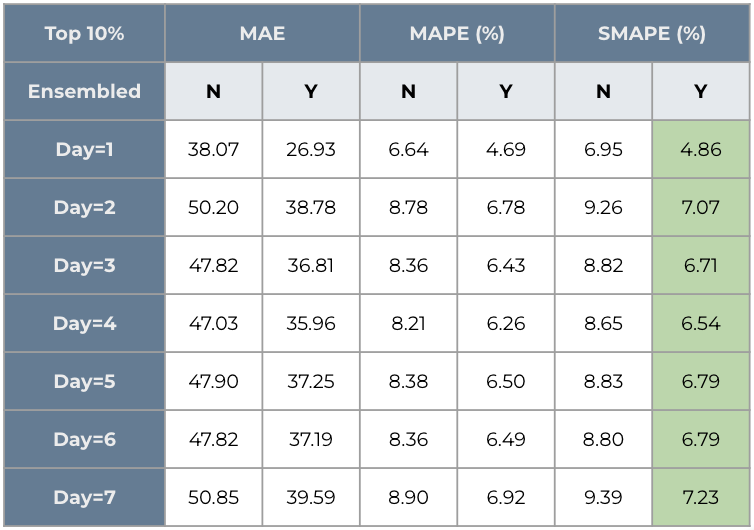 Top 10% MAE MAPE (%) SMAPE (%)
Ensembled N Y N Y N Y
Day=1 38.07 26.93 6.64 4.69 6.95 4.86
Day=2 50.20 38.78 8.78 6.78 9.26 7.07
Day=3 47.82 36.81 8.36 6.43 8.82 6.71
Day=4 47.03 35.96 8.21 6.26 8.65 6.54
Day=5 47.90 37.25 8.38 6.50 8.83 6.79
Day=6 47.82 37.19 8.36 6.49 8.80 6.79
Day=7 50.85 39.59 8.90 6.92 9.39 7.23